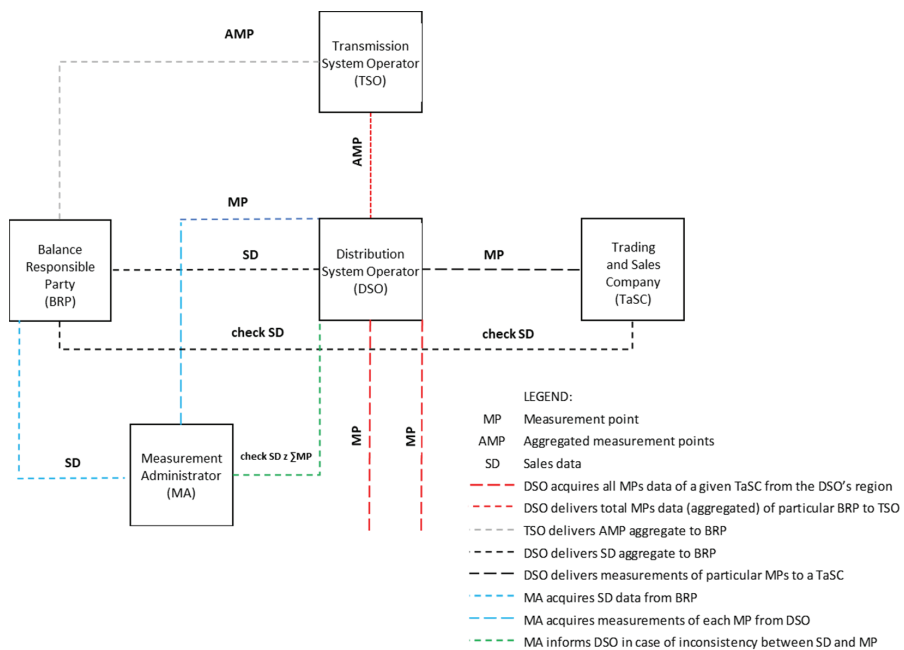 AMP
Transmission
System Operator
(TSO)
AMP
MP
Balance
Responsible
Party
(BRP)
SD
Distribution
System Operator
(DSO)
MP
Trading
and Sales
Company
(TaSC)
check SD
check SD
MP
MP
Measurement
Administrator
(MA)
SD
check SD z ∑MP
LEGEND:
MP Measurement point
AMP Aggregated measurement points
SD Sales data
DSO acquires all MPs data of a given TaSC from the DSO's region
DSO delivers total MPs data (aggregated) of particular BRP to TSO
TSO delivers AMP aggregate to BRP
DSO delivers SD aggregate to BRP
DSO delivers measurements of particular MPs to a TaSC
MA acquires SD data from BRP
MA acquires measurements of each MP from DSO
MA informs DSO in case of inconsistency between SD and MP